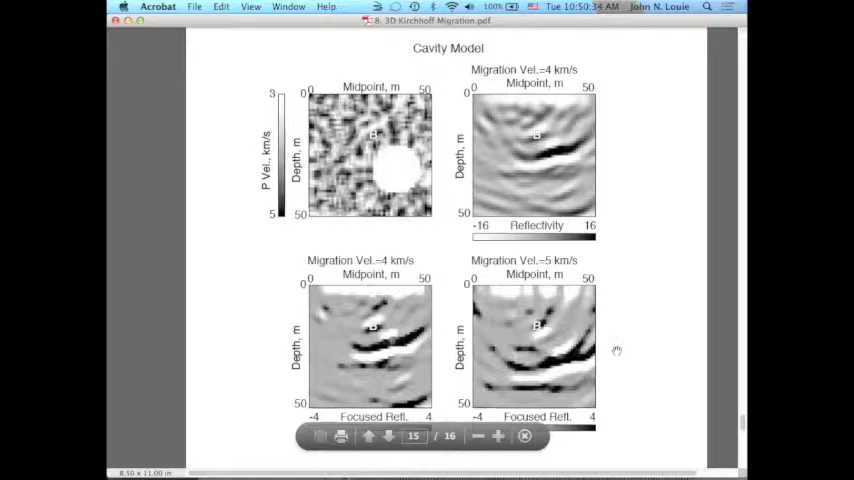 Acrobat File Edit View Window Help 100% Tue 10:50:34 AM John N. Louie
8. 3D Kirchhoff Migration.pdf
Cavity Model
Migration Vel.=4 km/s
Midpoint, m
0 50
Midpoint, m
0 50
3
P Vel., km/s
5
0
Depth, m
50
B
0
Depth, m
50
B
-16 Reflectivity 16
Migration Vel.=4 km/s
Midpoint, m
0 50
Migration Vel.=5 km/s
Midpoint, m
0 50
0
Depth, m
50
B
0
Depth, m
50
B
-4 Focused Refl. 4
-4 Focused Refl. 4
15 / 16
8.50 x 11.00 in